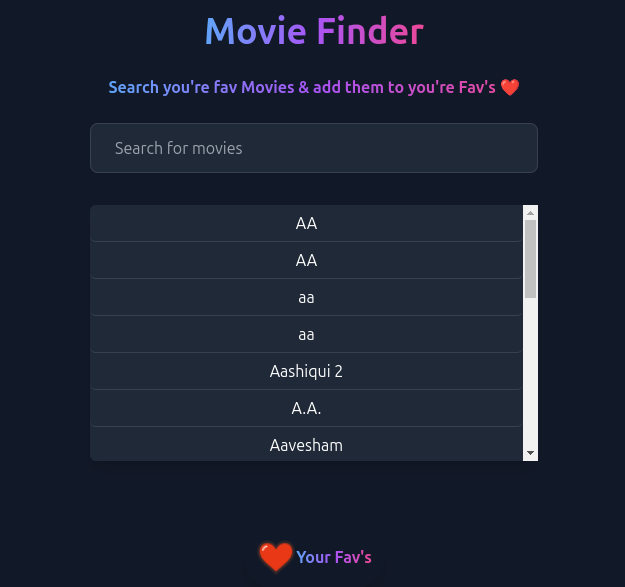 Movie Finder
Search you're fav Movies & add them to you're Fav's ❤️
Search for movies
AA
AA
aa
aa
Aashiqui 2
A.A.
Aavesham
❤️ Your Fav's